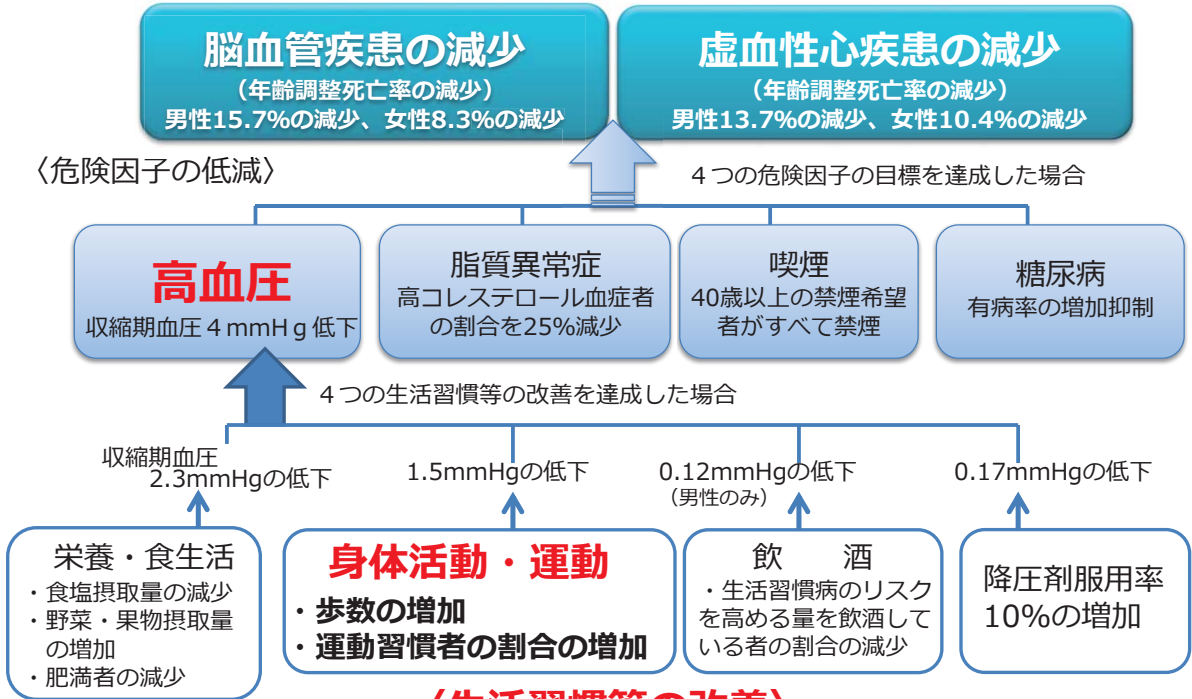 脳血管疾患の減少
（年齢調整死亡率の減少）
男性15.7%の減少、女性8.3%の減少
虚血性心疾患の減少
（年齢調整死亡率の減少）
男性13.7%の減少、女性10.4%の減少
〈危険因子の低減〉
４つの危険因子の目標を達成した場合
高血圧
収縮期血圧４mmHｇ低下
脂質異常症
高コレステロール血症者
の割合を25%減少
喫煙
40歳以上の禁煙希望
者がすべて禁煙
糖尿病
有病率の増加抑制
４つの生活習慣等の改善を達成した場合
収縮期血圧
2.3mmHgの低下
1.5mmHgの低下
0.12mmHgの低下
（男性のみ）
0.17mmHgの低下
栄養・食生活
・食塩摂取量の減少
・野菜・果物摂取量
の増加
・肥満者の減少
身体活動・運動
・歩数の増加
・運動習慣者の割合の増加
飲　酒
・生活習慣病のリスク
を高める量を飲酒して
いる者の割合の減少
降圧剤服用率
10%の増加
〈生活習慣等の改善〉